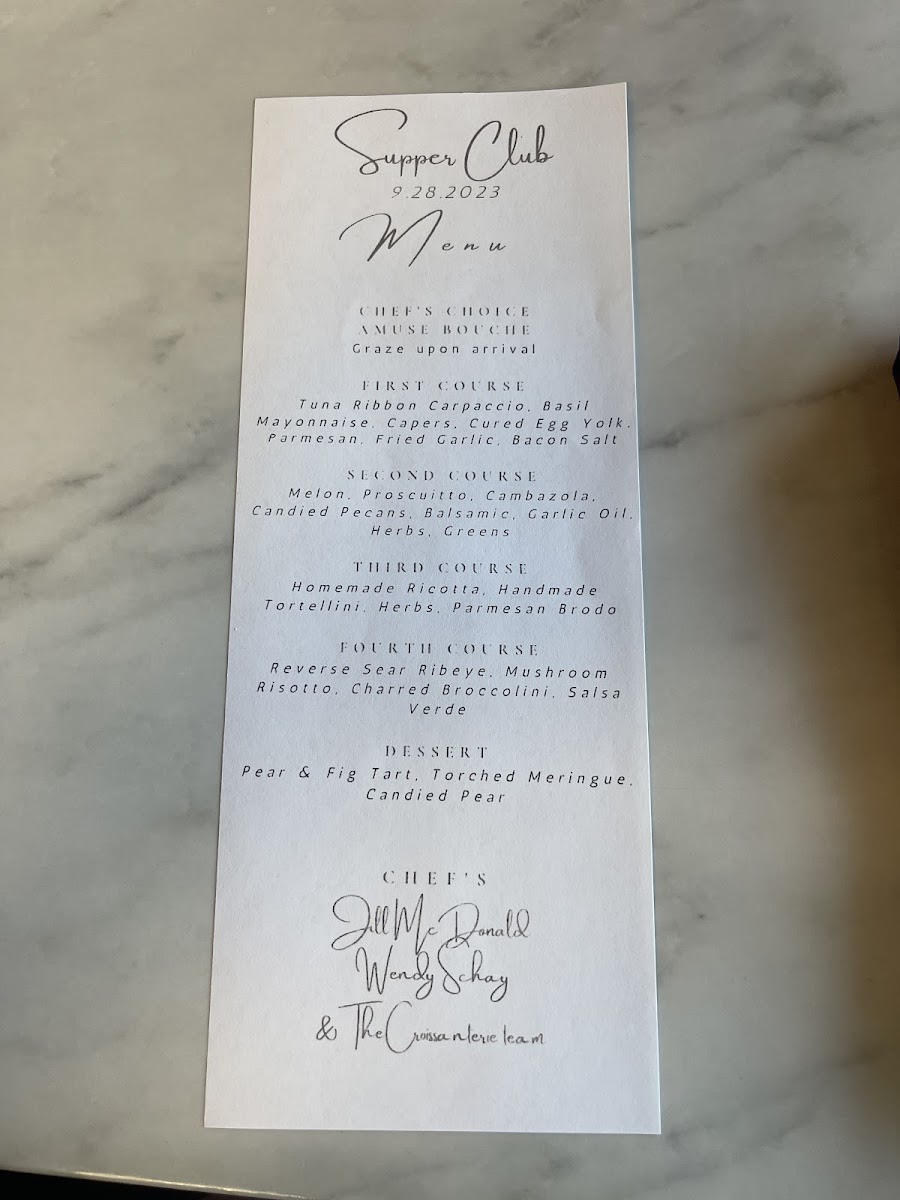 Supper Club
9.28.2023
Menu
CHEF'S CHOICE
AMUSE BOUCHE
Graze upon arrival
FIRST COURSE
Tuna Ribbon Carpaccio, Basil
Mayonnaise, Capers, Cured Egg Yolk,
Parmesan, Fried Garlic, Bacon Salt
SECOND COURSE
Melon, Proscuitto, Cambazola,
Candied Pecans, Balsamic, Garlic Oil,
Herbs, Greens
THIRD COURSE
Homemade Ricotta, Handmade
Tortellini, Herbs, Parmesan Brodo
FOURTH COURSE
Reverse Sear Ribeye, Mushroom
Risotto, Charred Broccolini, Salsa
Verde
DESSERT
Pear & Fig Tart, Torched Meringue,
Candied Pear
CHEF'S
Jill McDonald
Wendy Schay
& The Croissanterie team